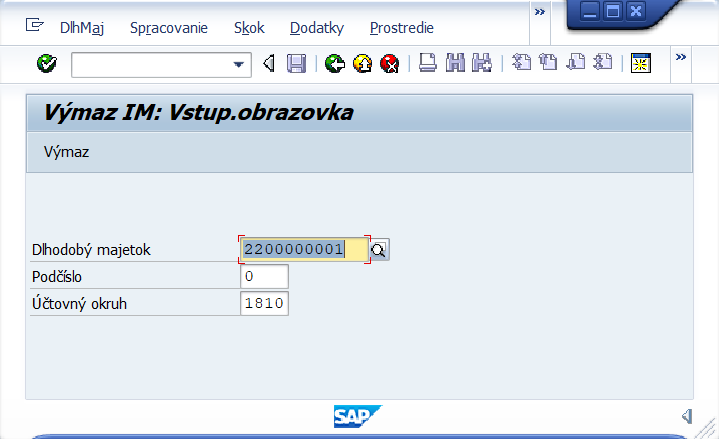 DlhMaj Spracovanie Skok Dodatky Prostredie
Výmaz IM: Vstup.obrazovka
Výmaz
Dlhodobý majetok 2200000001
Podčíslo 0
Účtovný okruh 1810
SAP